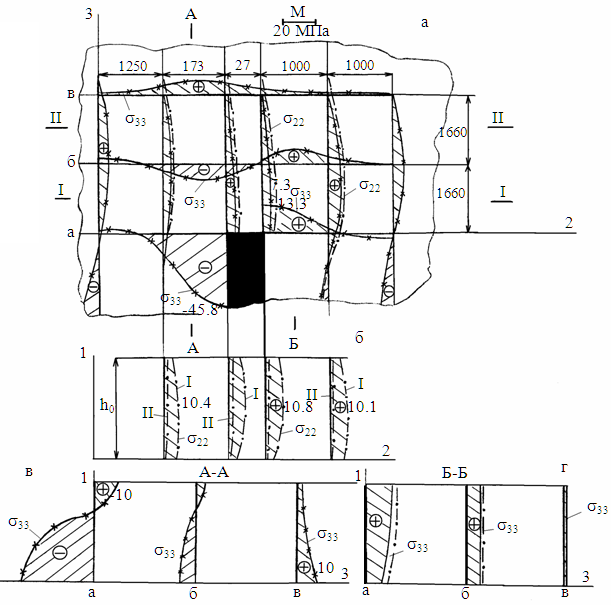 3 А М а
20 МПа
1250 173 27 1000 1000
в
σ33 σ22
II II
1660
б
σ33 .3 σ33 σ22
13|3
I I
1660
а 2
σ33
-45.8
А Б б
1
I I I I
h0 II 10.4 II 10.8 II 10.1
σ22 σ22
2
в А-А Б-Б г
1 -10 1
σ33 σ33 σ33 σ33 σ33 σ33
10
3 3
а б в а б в